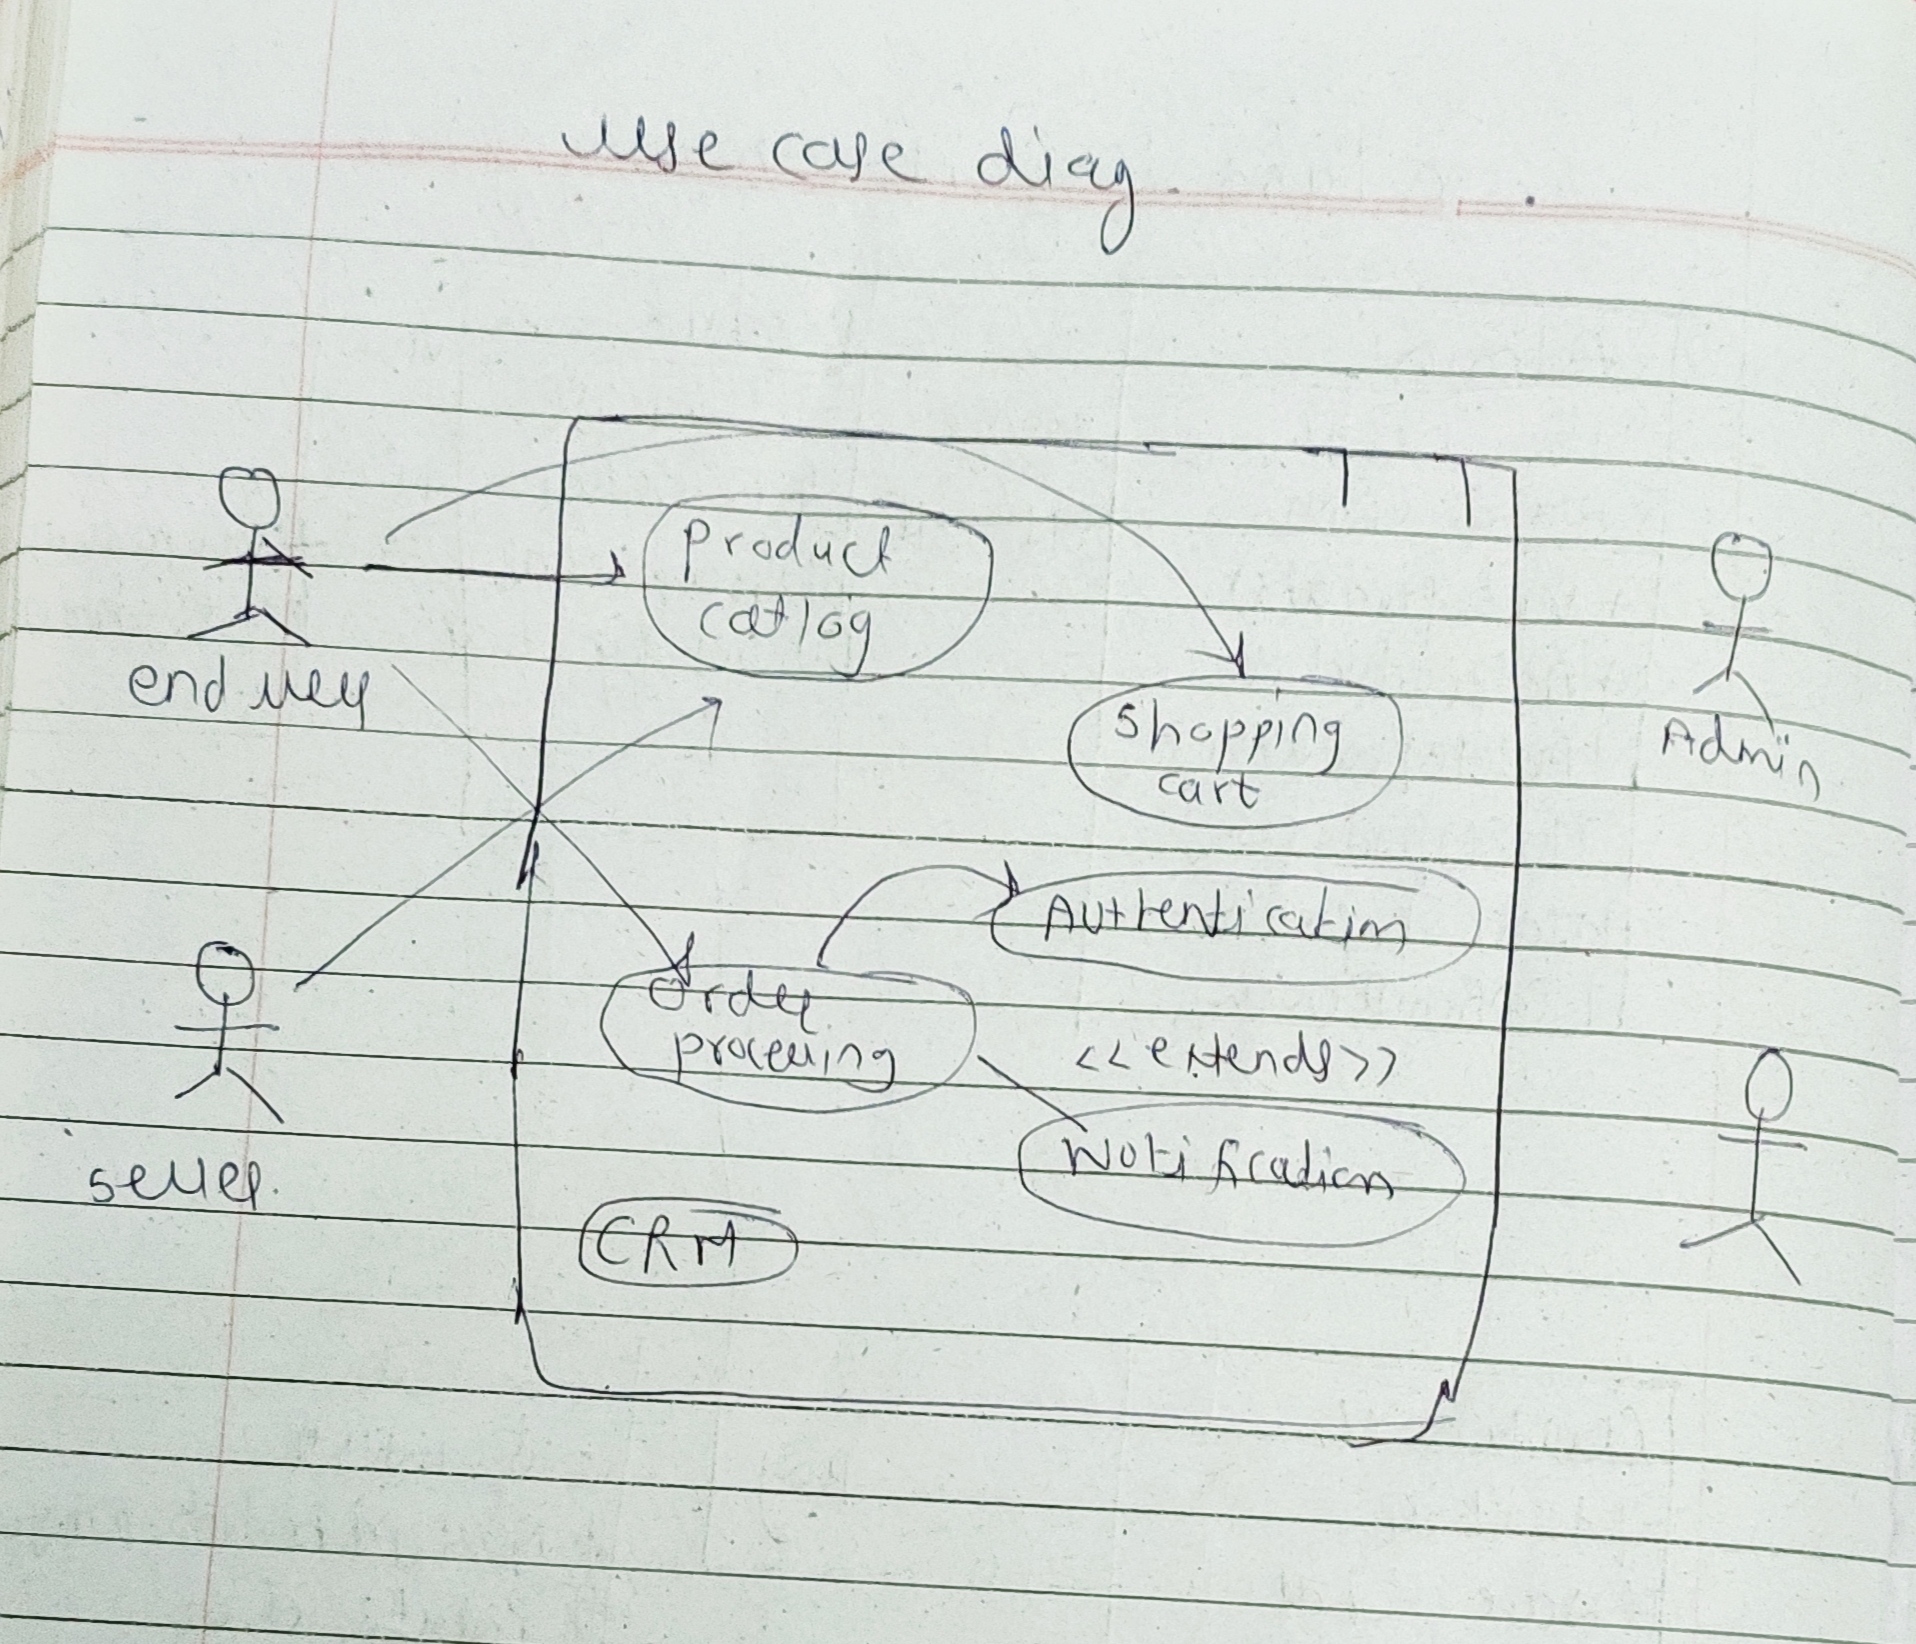 use case diag.
end user
product
catlog
shopping
cart
Admin
Authentication
order
processing
<<extends>>
Notification
seller.
CRM